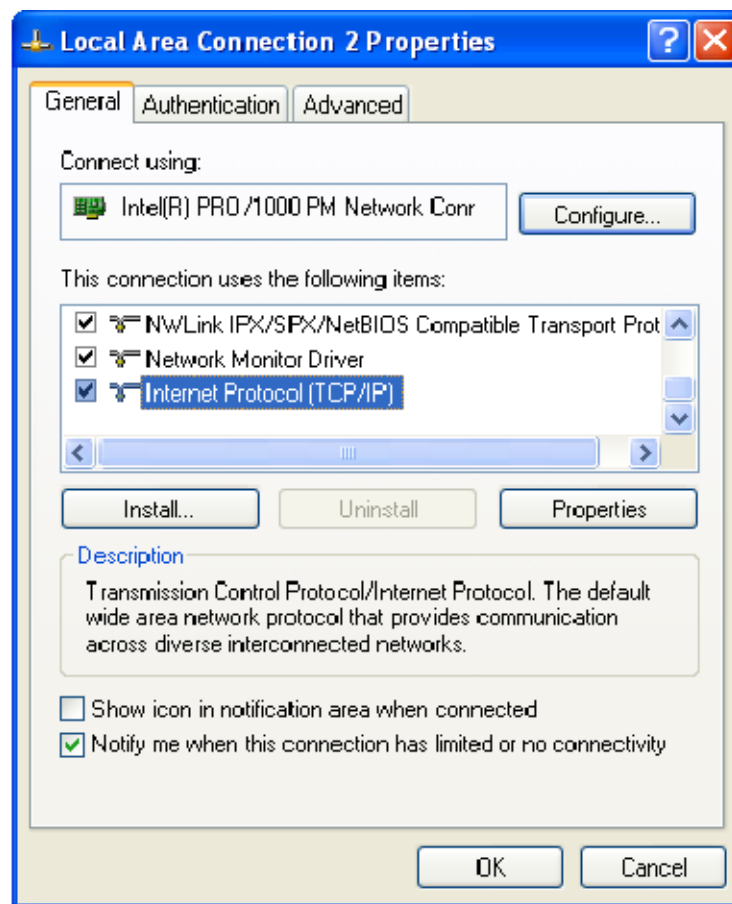 Local Area Connection 2 Properties
General Authentication Advanced
Connect using:
Intel(R) PRO/1000 PM Network Conr
Configure...
This connection uses the following items:
NWLink IPX/SPX/NetBIOS Compatible Transport Prot
Network Monitor Driver
Internet Protocol (TCP/IP)
Install... Uninstall Properties
Description
Transmission Control Protocol/Internet Protocol. The default
wide area network protocol that provides communication
across diverse interconnected networks.
Show icon in notification area when connected
Notify me when this connection has limited or no connectivity
OK Cancel